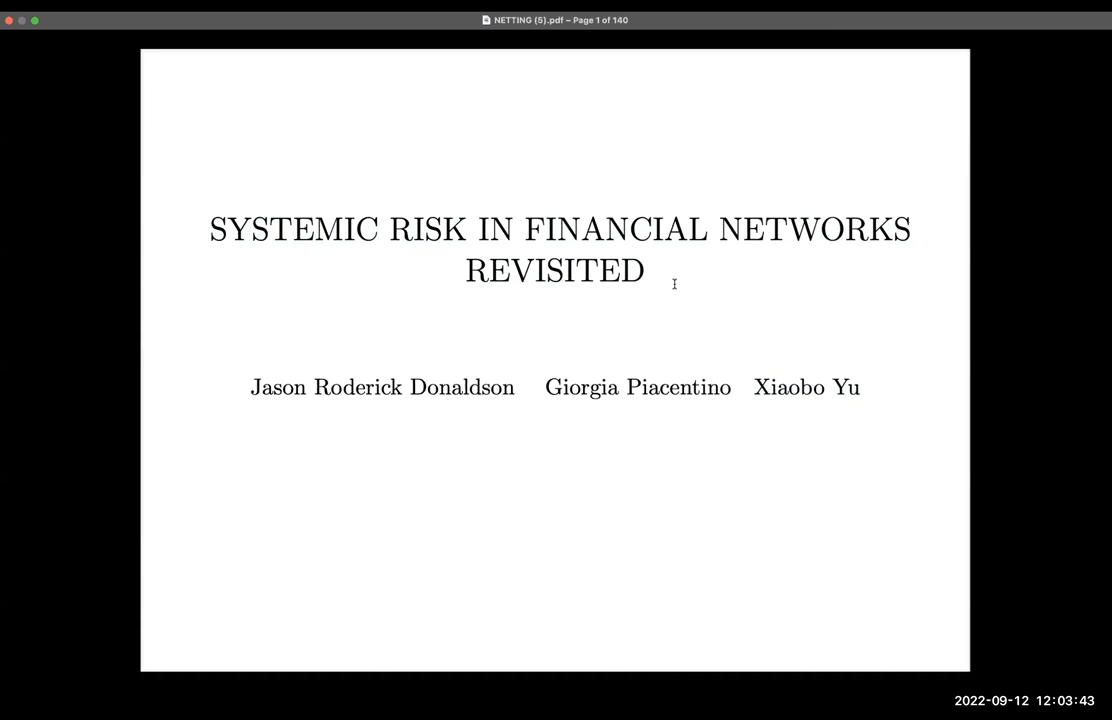 NETTING (5).pdf – Page 1 of 140
SYSTEMIC RISK IN FINANCIAL NETWORKS
REVISITED
Jason Roderick Donaldson Giorgia Piacentino Xiaobo Yu
2022-09-12 12:03:43